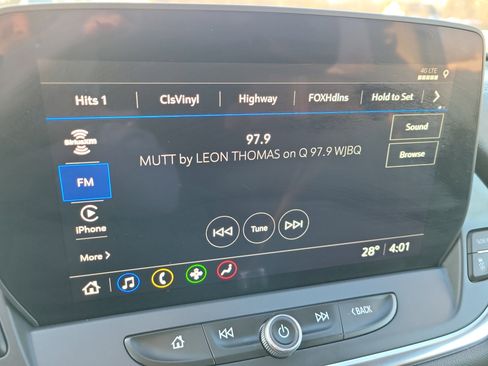 4G LTE
Hits 1 ClsVinyl Highway FOXHdlns Hold to Set
SiriusXM
97.9
Sound
MUTT by LEON THOMAS on Q 97.9 WJBQ
Browse
FM
iPhone
Tune
More
28° 4:01
BACK